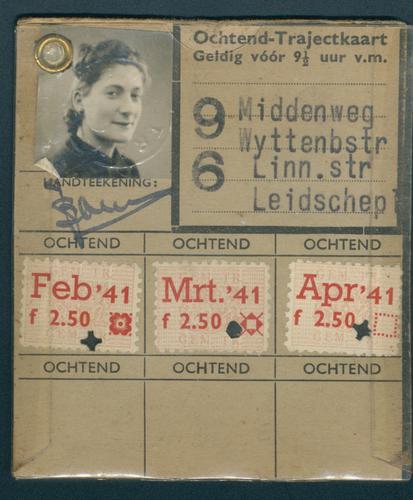 Ochtend-Trajectkaart
Geldig vóór 9½ uur v.m.
9 Middenweg
Wyttenbstr
6 Linn.str
Leidschepl
HANDTEEKENING:
OCHTEND OCHTEND OCHTEND
Feb '41 Mrt. '41 Apr '41
f 2.50 f 2.50 f 2.50
OCHTEND OCHTEND OCHTEND